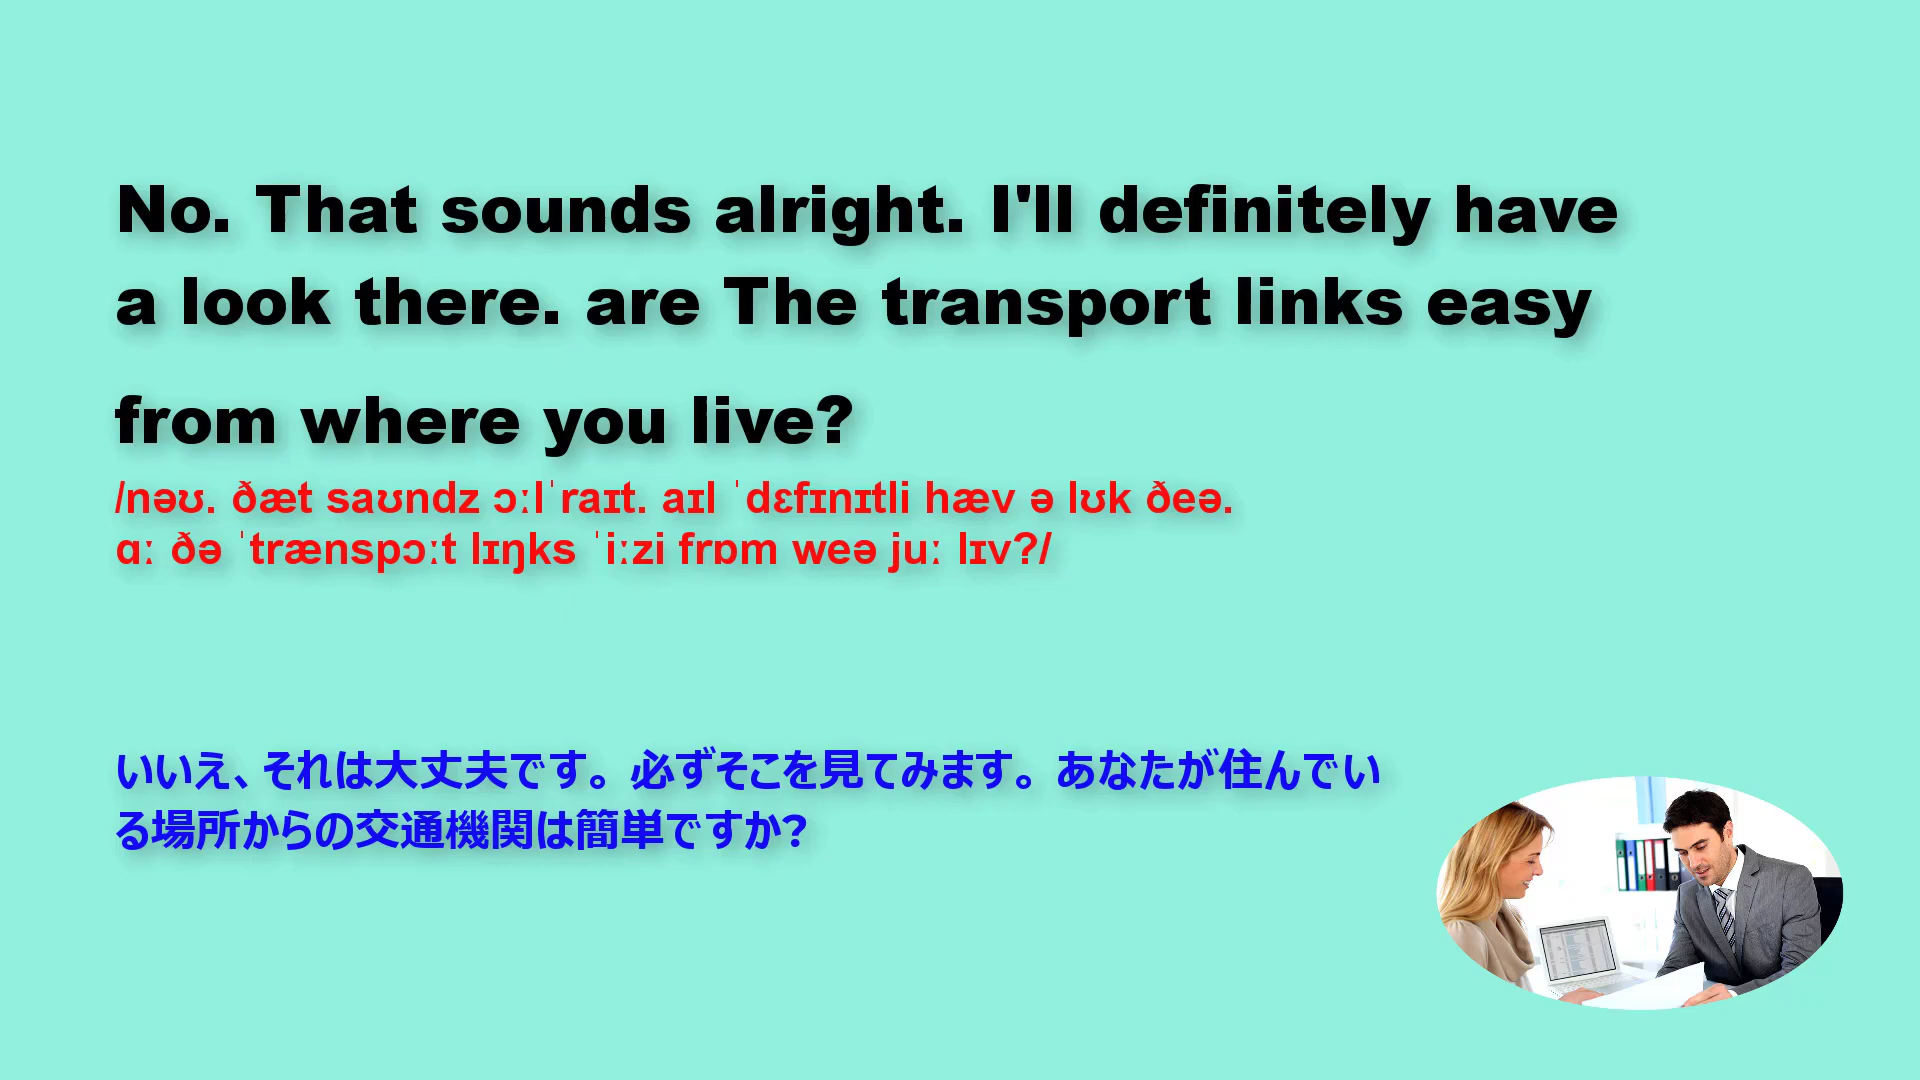 No. That sounds alright. I'll definitely have
a look there. are The transport links easy
from where you live?
/nəʊ. ðæt saʊndz ɔːlˈraɪt. aɪl ˈdɛfɪnɪtli hæv ə lʊk ðeə.
ɑː ðə ˈtrænspɔːt lɪŋks ˈiːzi frɒm weə juː lɪv?/
いいえ、それは大丈夫です。必ずそこを見てみます。あなたが住んでい
る場所からの交通機関は簡単ですか?